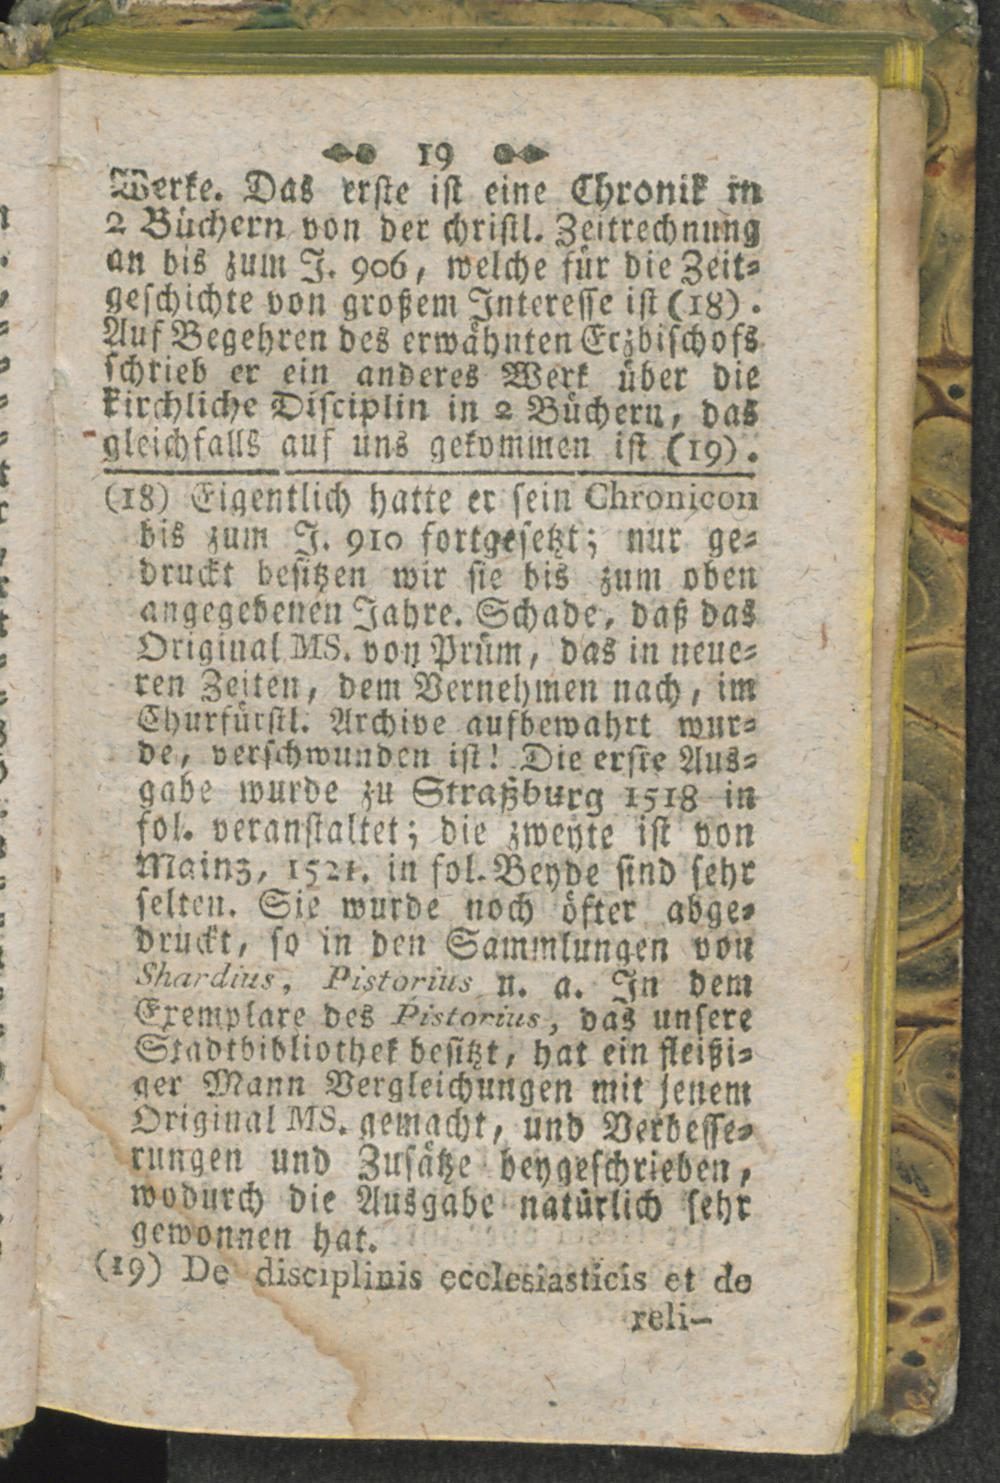 19
Werke. Das erste ist eine Chronik in
2 Büchern von der christl. Zeitrechnung
an bis zum J. 906, welche für die Zeit-
geschichte von großem Interesse ist (18).
Auf Begehren des erwähnten Erzbischofs
schrieb er ein anderes Werk über die
kirchliche Disciplin in 2 Büchern, das
gleichfalls auf uns gekommen ist (19).
(18) Eigentlich hatte er sein Chronicon
bis zum J. 910 fortgesetzt; nur ge-
druckt besitzen wir sie bis zum oben
angegebenen Jahre. Schade, daß das
Original MS. von Prüm, das in neue-
ren Zeiten, dem Vernehmen nach, im
Churfürstl. Archive aufbewahrt wur-
de, verschwunden ist! Die erste Aus-
gabe wurde zu Straßburg 1518 in
fol. veranstaltet; die zweyte ist von
Mainz, 1521. in fol. Beyde sind sehr
selten. Sie wurde noch öfter abge-
druckt, so in den Sammlungen von
Shardius, Pistorius n. a. In dem
Exemplare des Pistorius, das unsere
Stadtbibliothek besitzt, hat ein fleißi-
ger Mann Vergleichungen mit jenem
Original MS. gemacht, und Verbesse-
rungen und Zusätze beygeschrieben,
wodurch die Ausgabe natürlich sehr
gewonnen hat.
(19) De disciplinis ecclesiasticis et de
reli-